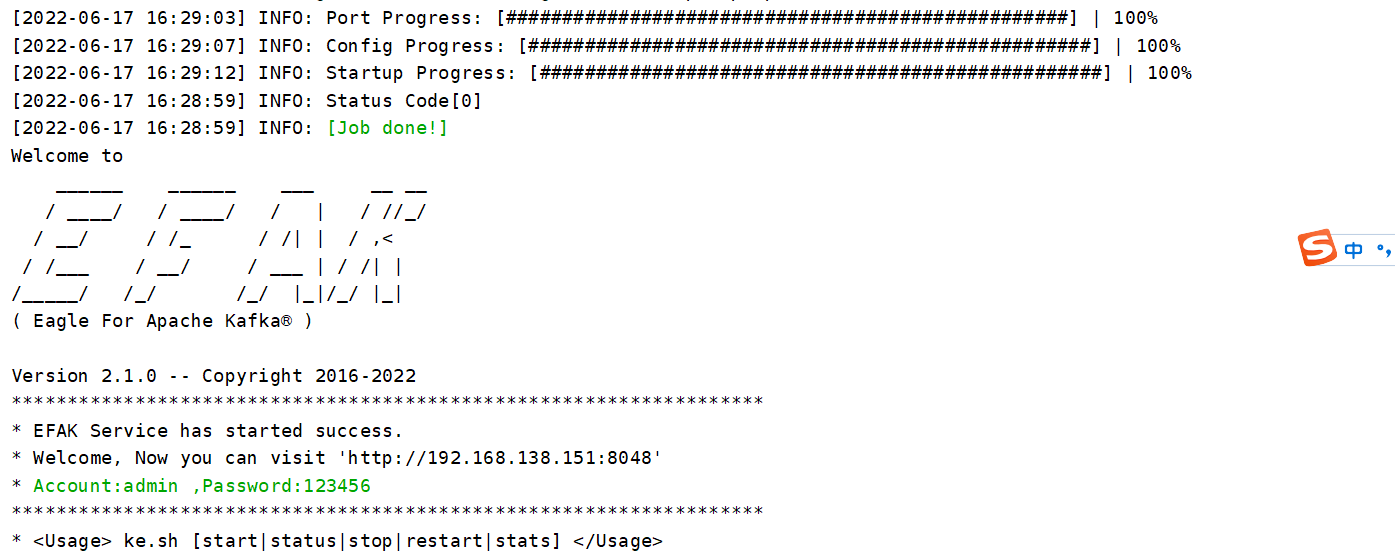 [2022-06-17 16:29:03] INFO: Port Progress: [##################################################] | 100%
[2022-06-17 16:29:07] INFO: Config Progress: [##################################################] | 100%
[2022-06-17 16:29:12] INFO: Startup Progress: [##################################################] | 100%
[2022-06-17 16:28:59] INFO: Status Code[0]
[2022-06-17 16:28:59] INFO: [Job done!]
Welcome to
    ______    ______    ___     __ __
   / ____/   / ____/   /   |   / //_/
  / __/     / /_      / /| |  / ,<
 / /___    / __/     / ___ | / /| |
/_____/   /_/       /_/  |_|/_/ |_|
( Eagle For Apache Kafka® )
Version 2.1.0 -- Copyright 2016-2022
*******************************************************************
* EFAK Service has started success.
* Welcome, Now you can visit 'http://192.168.138.151:8048'
* Account:admin ,Password:123456
*******************************************************************
* <Usage> ke.sh [start|status|stop|restart|stats] </Usage>
S 中 °,